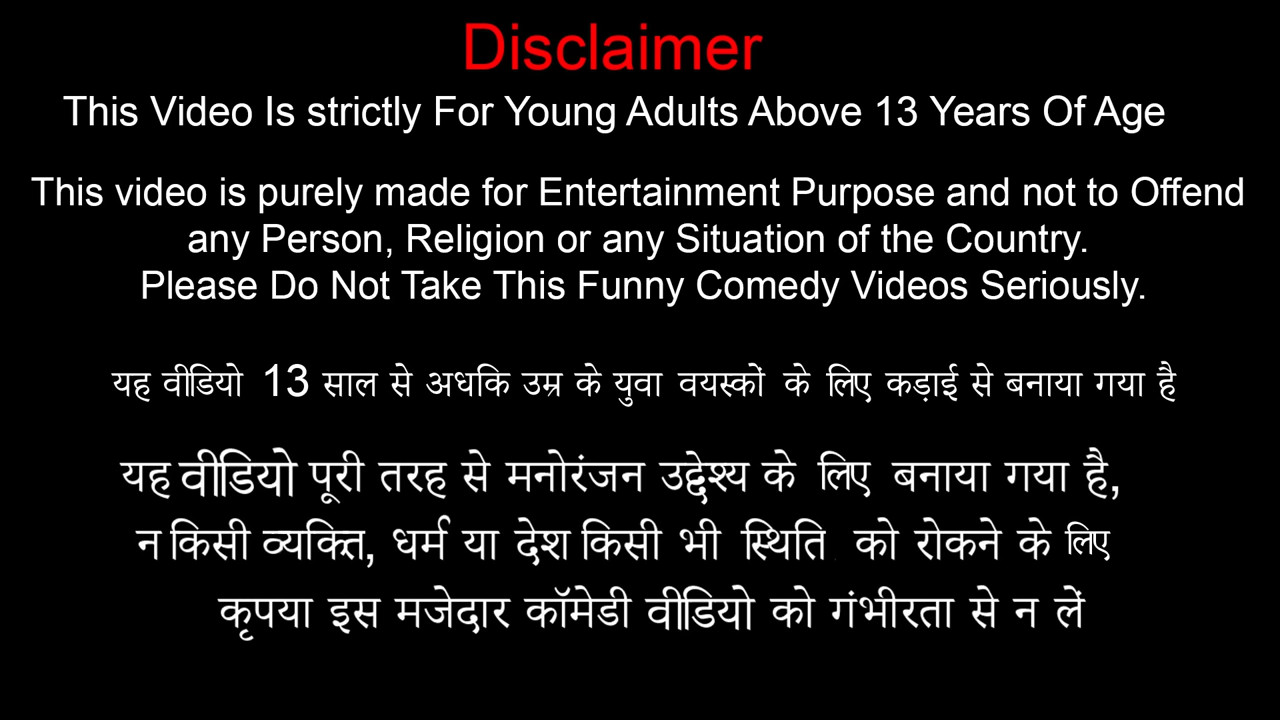 Disclaimer
This Video Is strictly For Young Adults Above 13 Years Of Age
This video is purely made for Entertainment Purpose and not to Offend
any Person, Religion or any Situation of the Country.
Please Do Not Take This Funny Comedy Videos Seriously.
यह वीडियो 13 साल से अधकि उम्र के युवा वयस्कों के लिए कड़ाई से बनाया गया है
यह वीडियो पूरी तरह से मनोरंजन उद्देश्य के लिए बनाया गया है,
न किसी व्यक्ति, धर्म या देश किसी भी स्थिति को रोकने के लिए
कृपया इस मजेदार कॉमेडी वीडियो को गंभीरता से न लें